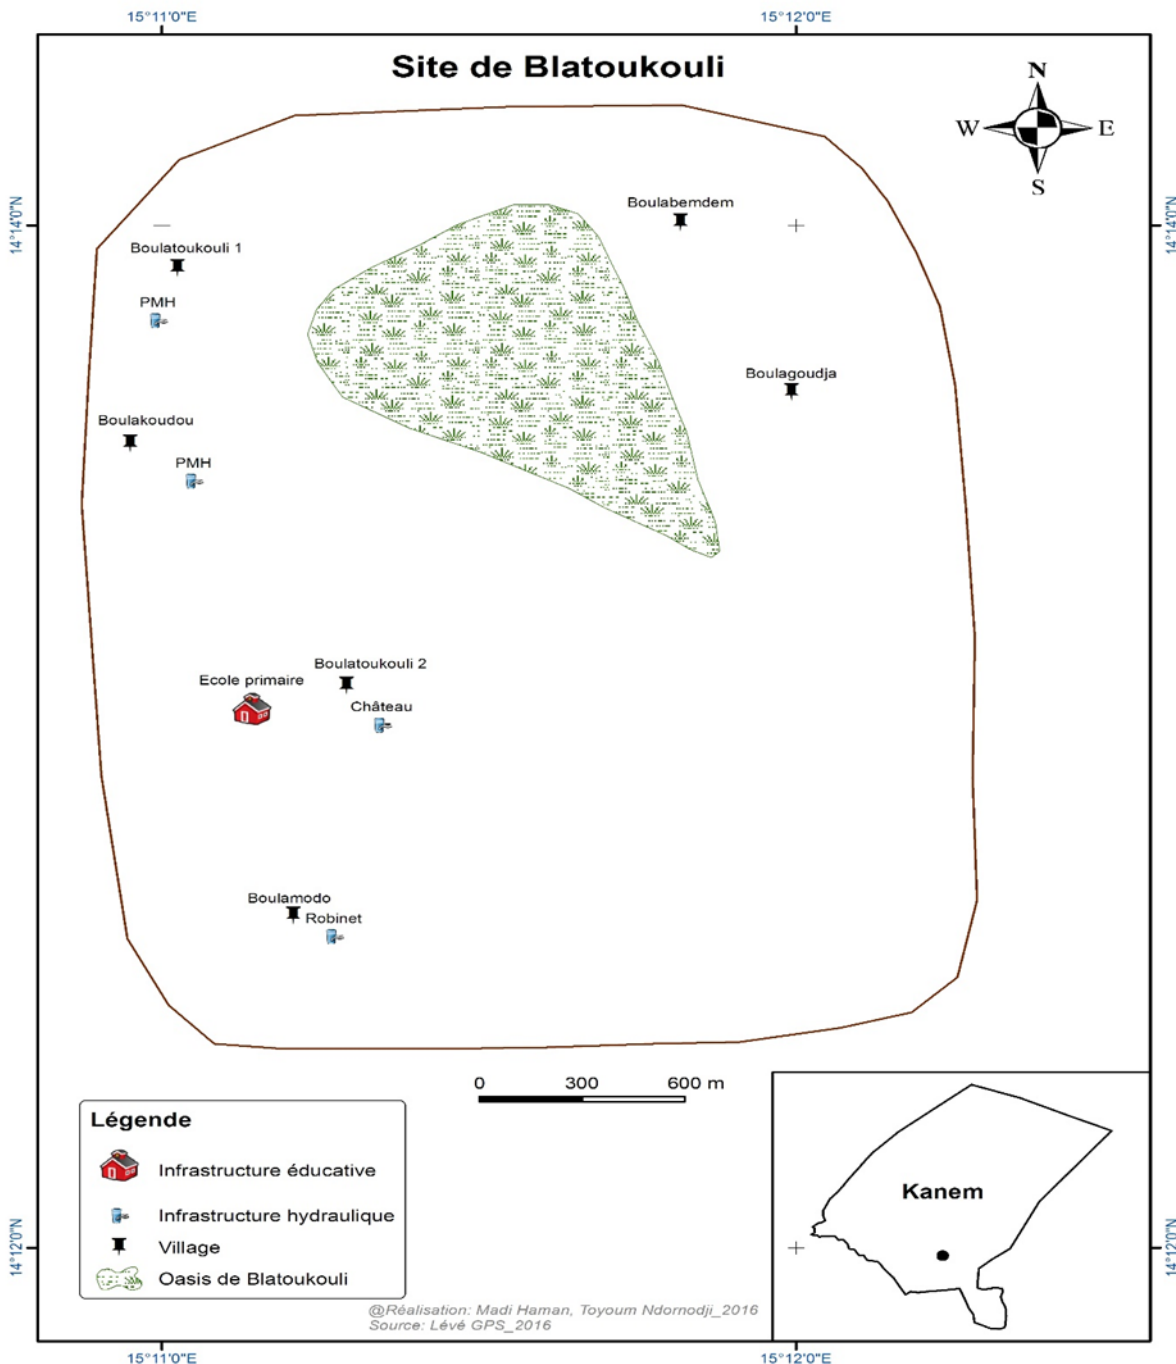 15°11'0"E
15°12'0"E
Site de Blatoukouli
N
W
E
S
14°14'0"N
14°14'0"N
Boulabemdem
Boulatoukouli 1
PMH
Boulagoudja
Boulakoudou
PMH
Boulatoukouli 2
Ecole primaire
Château
Boulamodo
Robinet
0 300 600 m
Légende
Infrastructure éducative
Infrastructure hydraulique
Village
Oasis de Blatoukouli
Kanem
14°12'0"N
14°12'0"N
@Réalisation: Madi Haman, Toyoum Ndornodji_2016
Source: Lévé GPS_2016
15°11'0"E
15°12'0"E